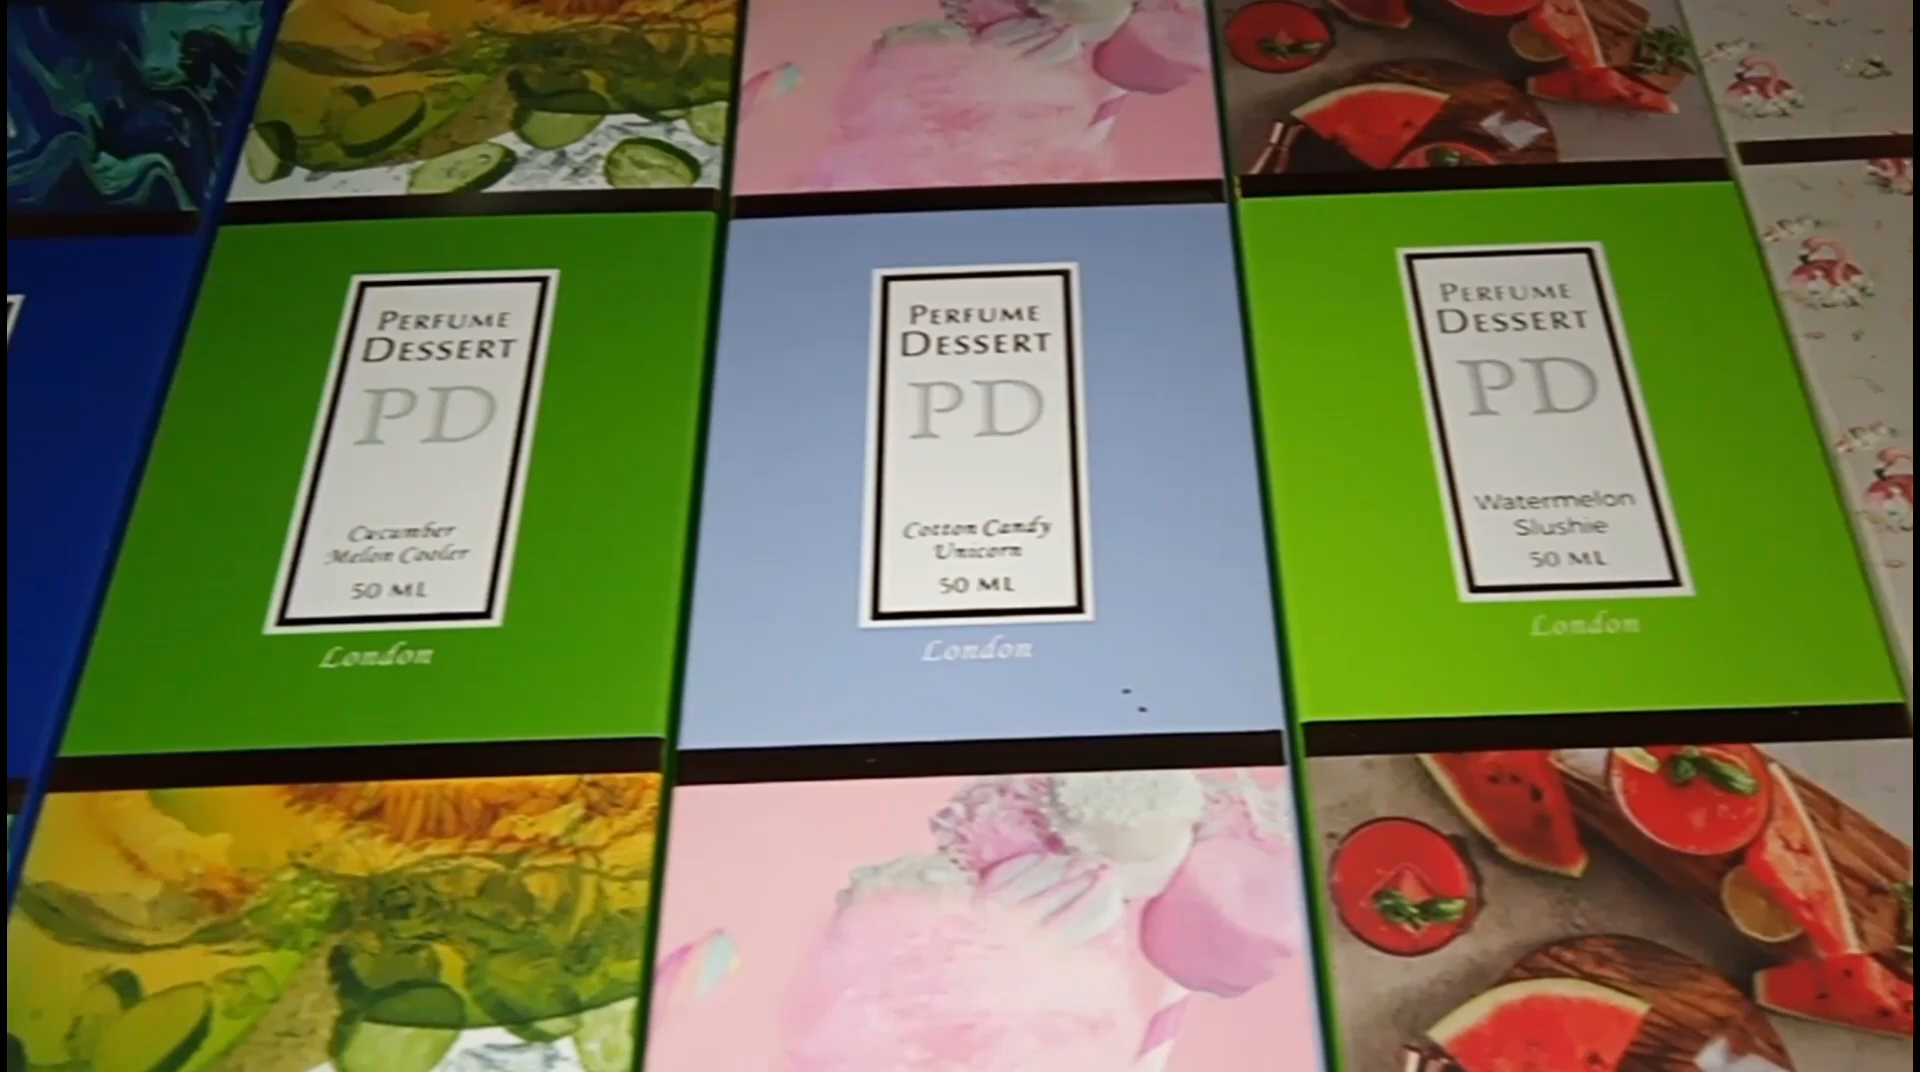 PERFUME
DESSERT
PD
Cucumber
Melon Cooler
50 ML
London
PERFUME
DESSERT
PD
Cotton Candy
Unicorn
50 ML
London
PERFUME
DESSERT
PD
Watermelon
Slushie
50 ML
London